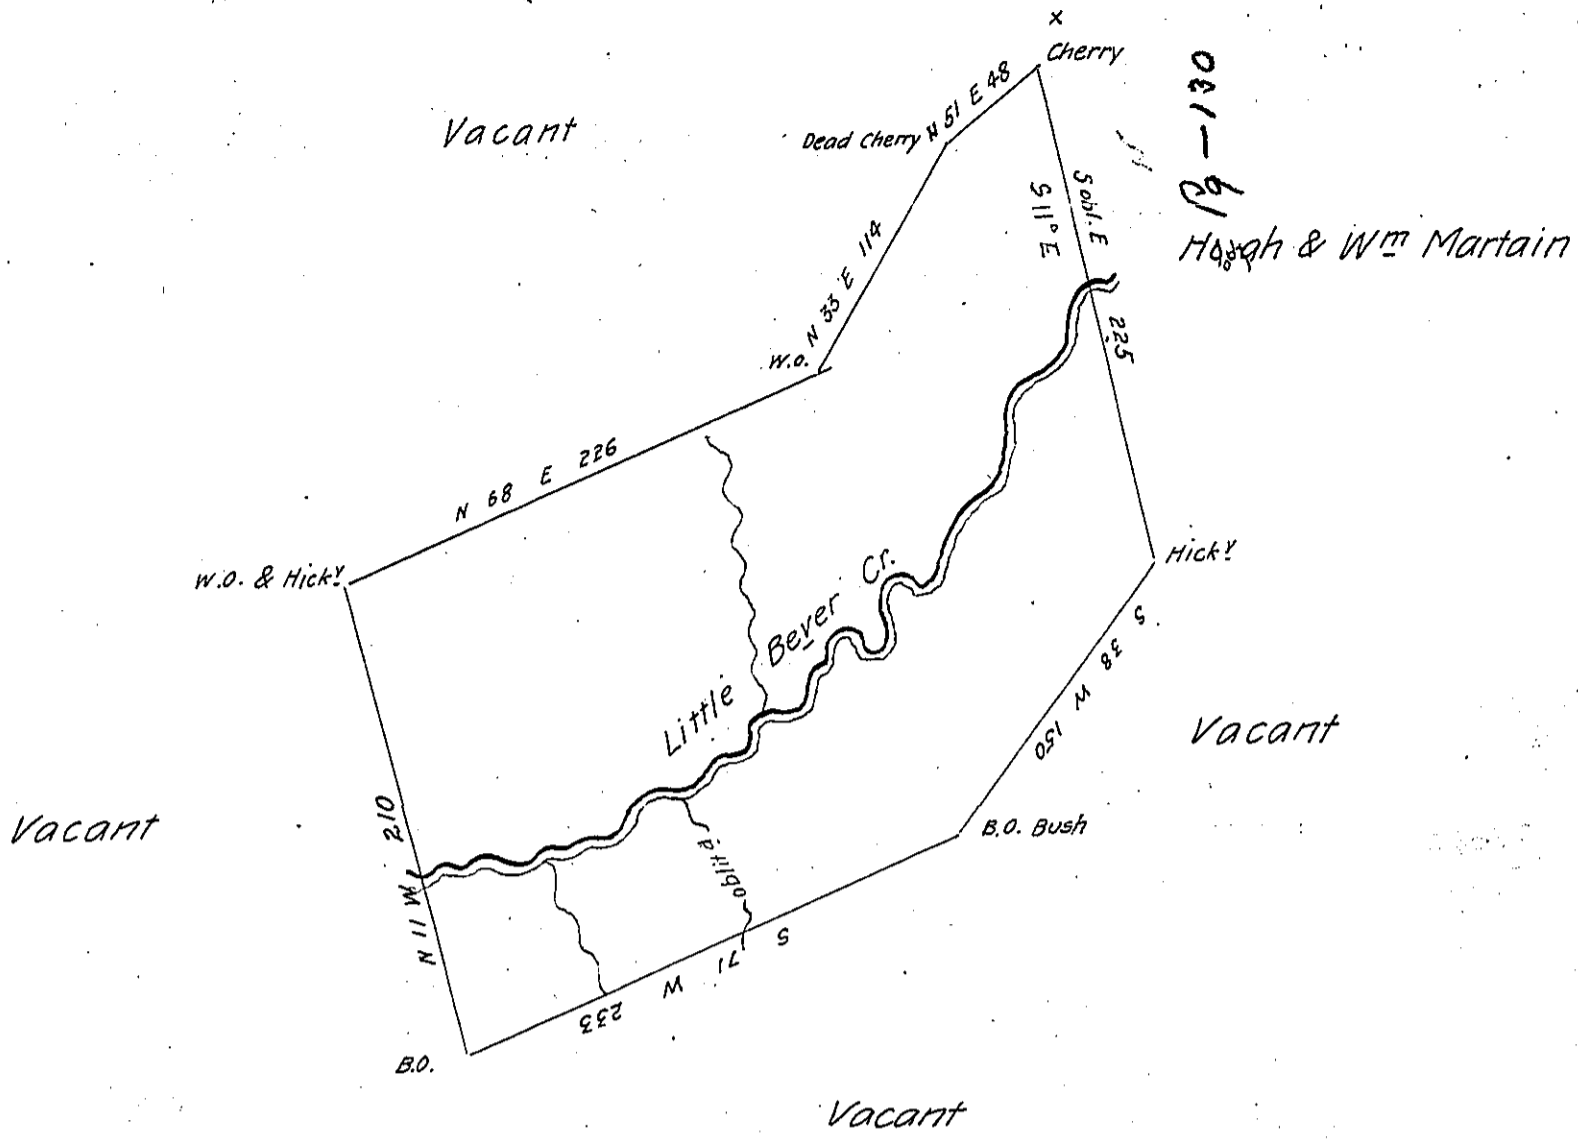 x
Cherry
Pg - 130
Vacant
Dead Cherry
N 51 E 48
S obl. E
S 11° E
225
Hough & Wm Martain
N 33 E 114
W.O.
N 68 E 226
W.O. & Hicky
Hicky
Little Bever Cr.
S 38 W 150
Vacant
Vacant
N 11 W 210
B.O. Bush
S 71 W 233
B.O.
Vacant